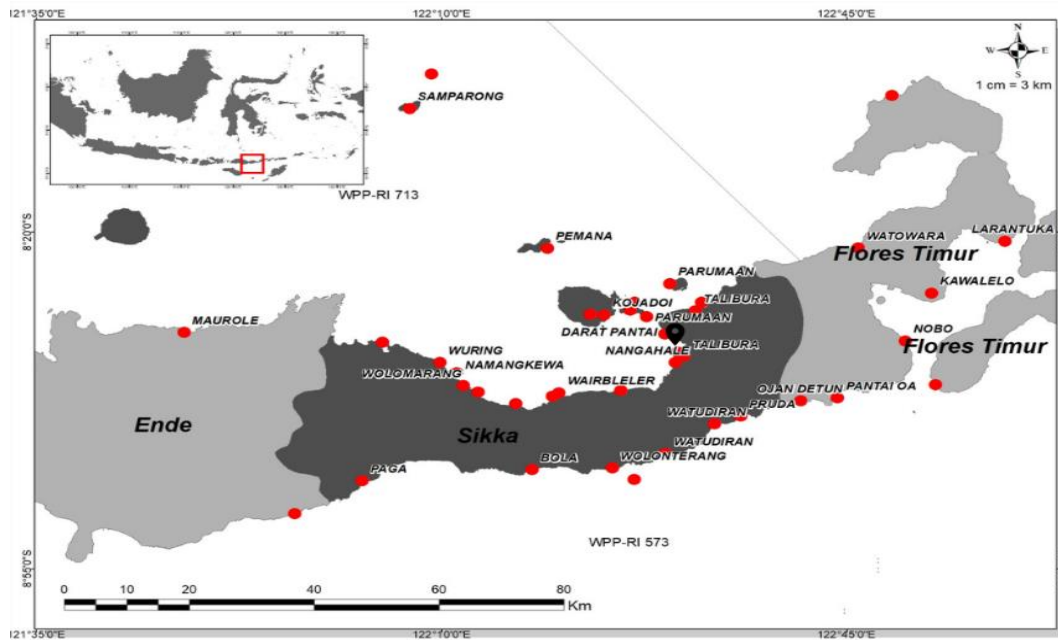 121°35'0"E
122°10'0"E
122°45'0"E
N
W
E
S
1 cm = 3 km
SAMPARONG
WPP-RI 713
8°20'0"S
PEMANA
WATOWARA
LARANTUKA
Flores Timur
PARUMAAN
KAWALELO
KOJADOI
TALIBURA
PARUMAAN
MAUROLE
DARAT PANTAI
NOBO
Flores Timur
TALIBURA
NANGAHALE
WURING
NAMANGKEWA
WOLOMARANG
WAIRBLELER
OJAN DETUN
PANTAI OA
PRUDA
WATUDIRAN
Ende
Sikka
WATUDIRAN
BOLA
WOLONTERANG
PAGA
WPP-RI 573
8°55'0"S
0
10
20
40
60
80
Km
121°35'0"E
122°10'0"E
122°45'0"E